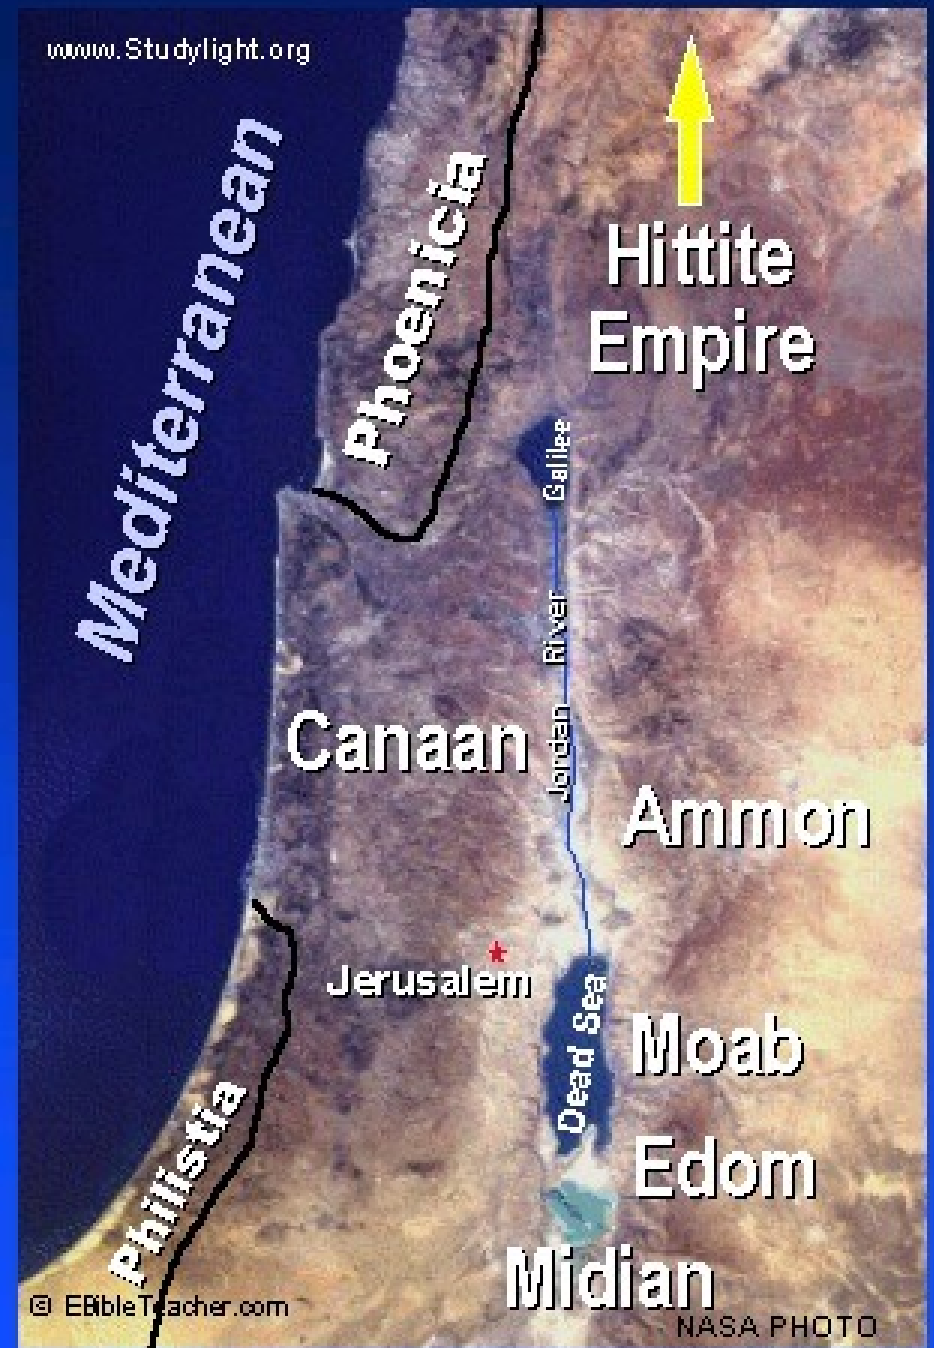 www.Studylight.org
Mediterranean
Phoenicia
Hittite
Empire
Galilee
Jordan River
Canaan
Ammon
Jerusalem
Dead Sea
Moab
Philistia
Edom
Midian
© EBibleTeacher.com
NASA PHOTO